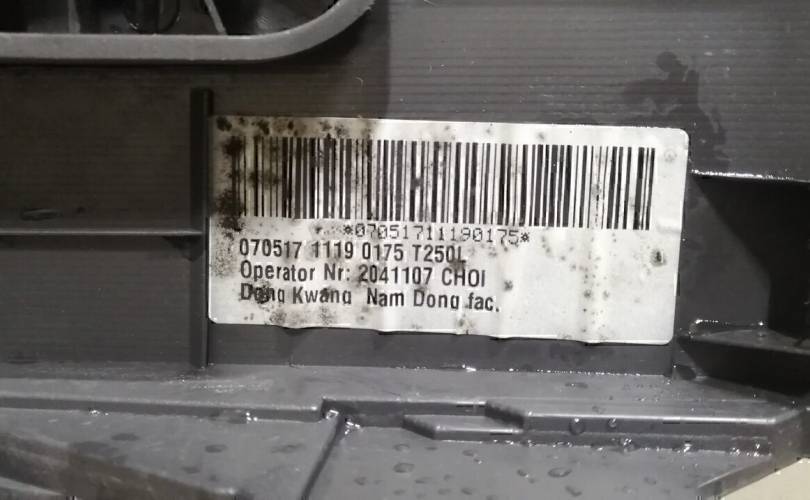 *07051711190175*
070517 1119 0175 T250L
Operator Nr: 2041107 CHOI
Dong Kwang Nam Dong fac.